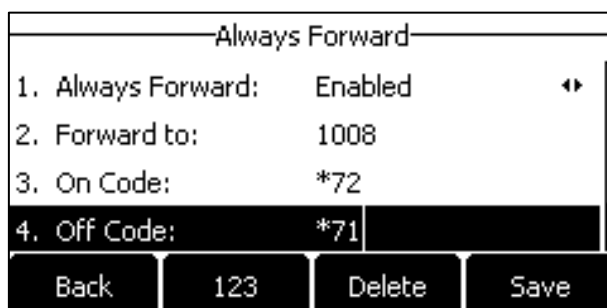 Always Forward
1. Always Forward: Enabled
2. Forward to: 1008
3. On Code: *72
4. Off Code: *71
Back 123 Delete Save